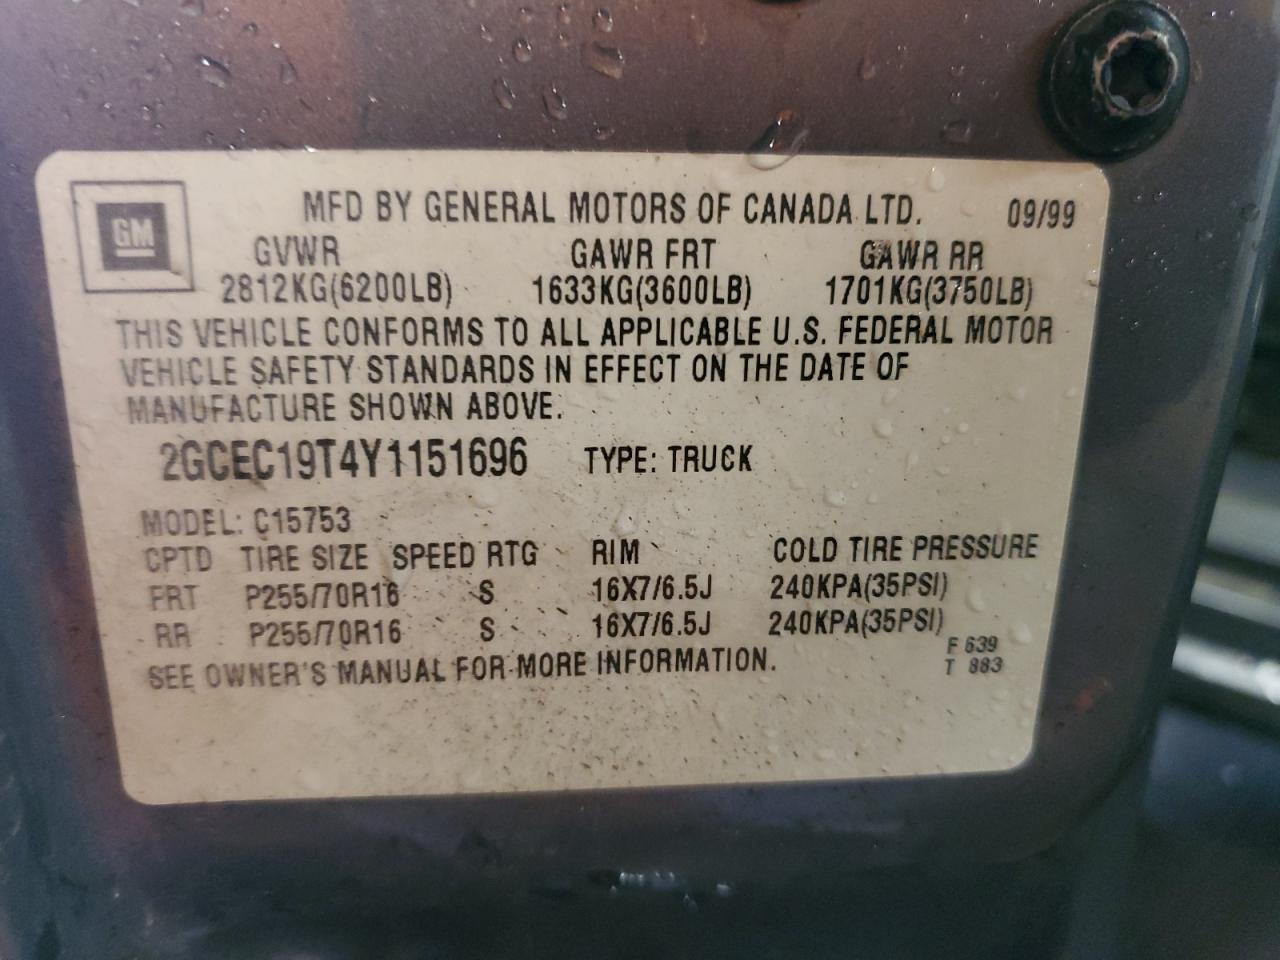 GM
MFD BY GENERAL MOTORS OF CANADA LTD. 09/99
GVWR GAWR FRT GAWR RR
2812KG(6200LB) 1633KG(3600LB) 1701KG(3750LB)
THIS VEHICLE CONFORMS TO ALL APPLICABLE U.S. FEDERAL MOTOR
VEHICLE SAFETY STANDARDS IN EFFECT ON THE DATE OF
MANUFACTURE SHOWN ABOVE.
2GCEC19T4Y1151696 TYPE: TRUCK
MODEL: C15753
CPTD TIRE SIZE SPEED RTG RIM COLD TIRE PRESSURE
FRT P255/70R16 S 16X7/6.5J 240KPA(35PSI)
RR P255/70R16 S 16X7/6.5J 240KPA(35PSI)
SEE OWNER'S MANUAL FOR MORE INFORMATION.
F 639
T 883